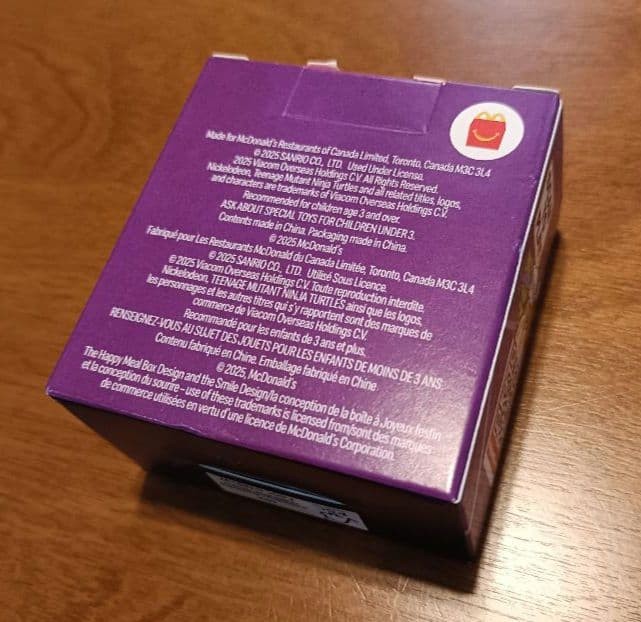 Made for McDonald's Restaurants of Canada Limited, Toronto, Canada M3C 3L4
© 2025 SANRIO CO., LTD. Used Under License.
2025 Viacom Overseas Holdings C.V. All Rights Reserved.
Nickelodeon, Teenage Mutant Ninja Turtles and all related titles, logos,
and characters are trademarks of Viacom Overseas Holdings C.V.
Recommended for children age 3 and over.
ASK ABOUT SPECIAL TOYS FOR CHILDREN UNDER 3.
Contents made in China. Packaging made in China.
© 2025 McDonald's
Fabriqué pour Les Restaurants McDonald du Canada Limitée, Toronto, Canada M3C 3L4
© 2025 SANRIO CO., LTD Utilisé Sous Licence.
© 2025 Viacom Overseas Holdings C.V. Toute reproduction interdite.
Nickelodeon, TEENAGE MUTANT NINJA TURTLES ainsi que les logos,
les personnages et les autres titres qui s'y rapportent sont des marques de
commerce de Viacom Overseas Holdings C.V.
Recommandé pour les enfants de 3 ans et plus.
RENSEIGNEZ-VOUS AU SUJET DES JOUETS POUR LES ENFANTS DE MOINS DE 3 ANS
Contenu fabriqué en Chine. Emballage fabriqué en Chine
© 2025, McDonald's
The Happy Meal Box Design and the Smile Design/la conception de la boîte à Joyeux festin
et la conception du sourire – use of these trademarks is licensed from/sont des marques
de commerce utilisées en vertu d'une licence de McDonald's Corporation.